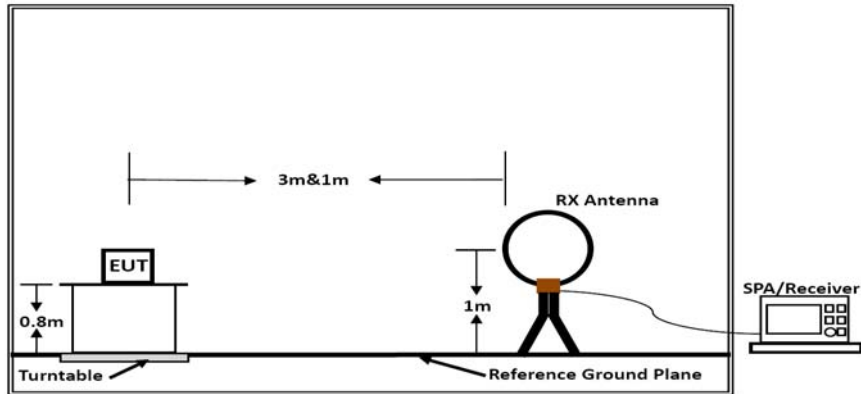 3m&1m
RX Antenna
EUT
SPA/Receiver
0.8m
1m
Turntable
Reference Ground Plane